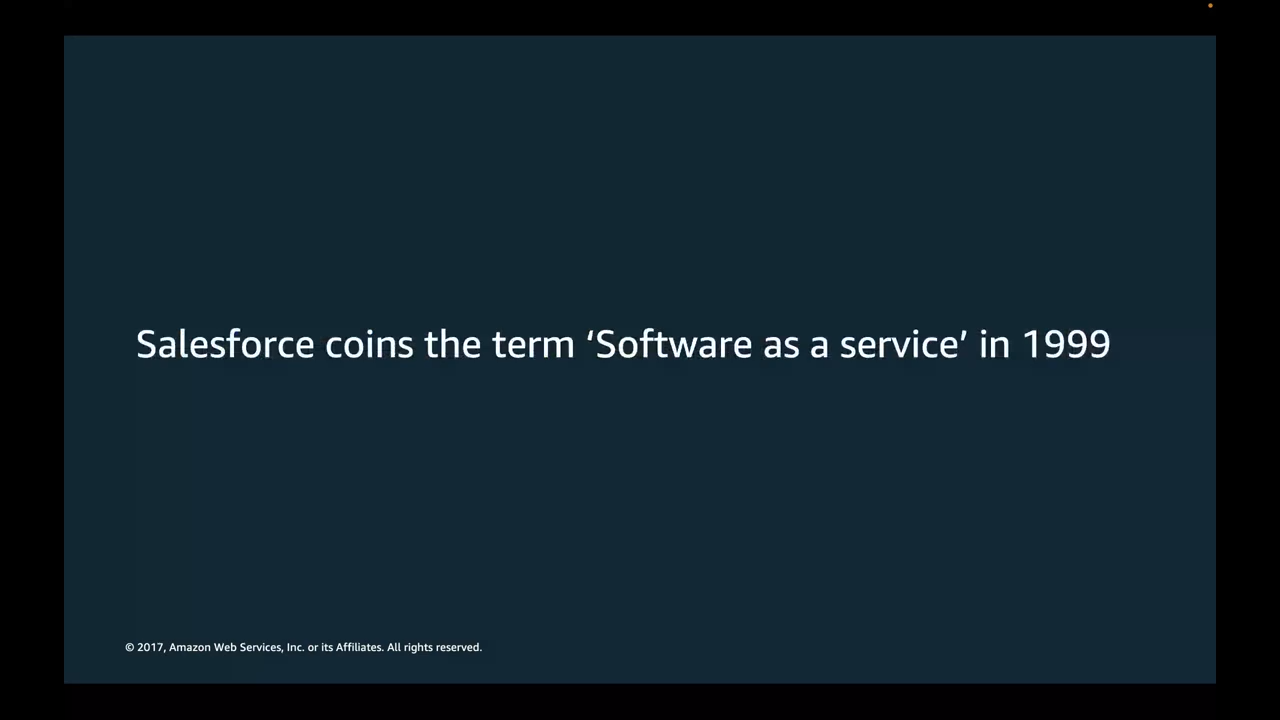 Salesforce coins the term ‘Software as a service’ in 1999
© 2017, Amazon Web Services, Inc. or its Affiliates. All rights reserved.